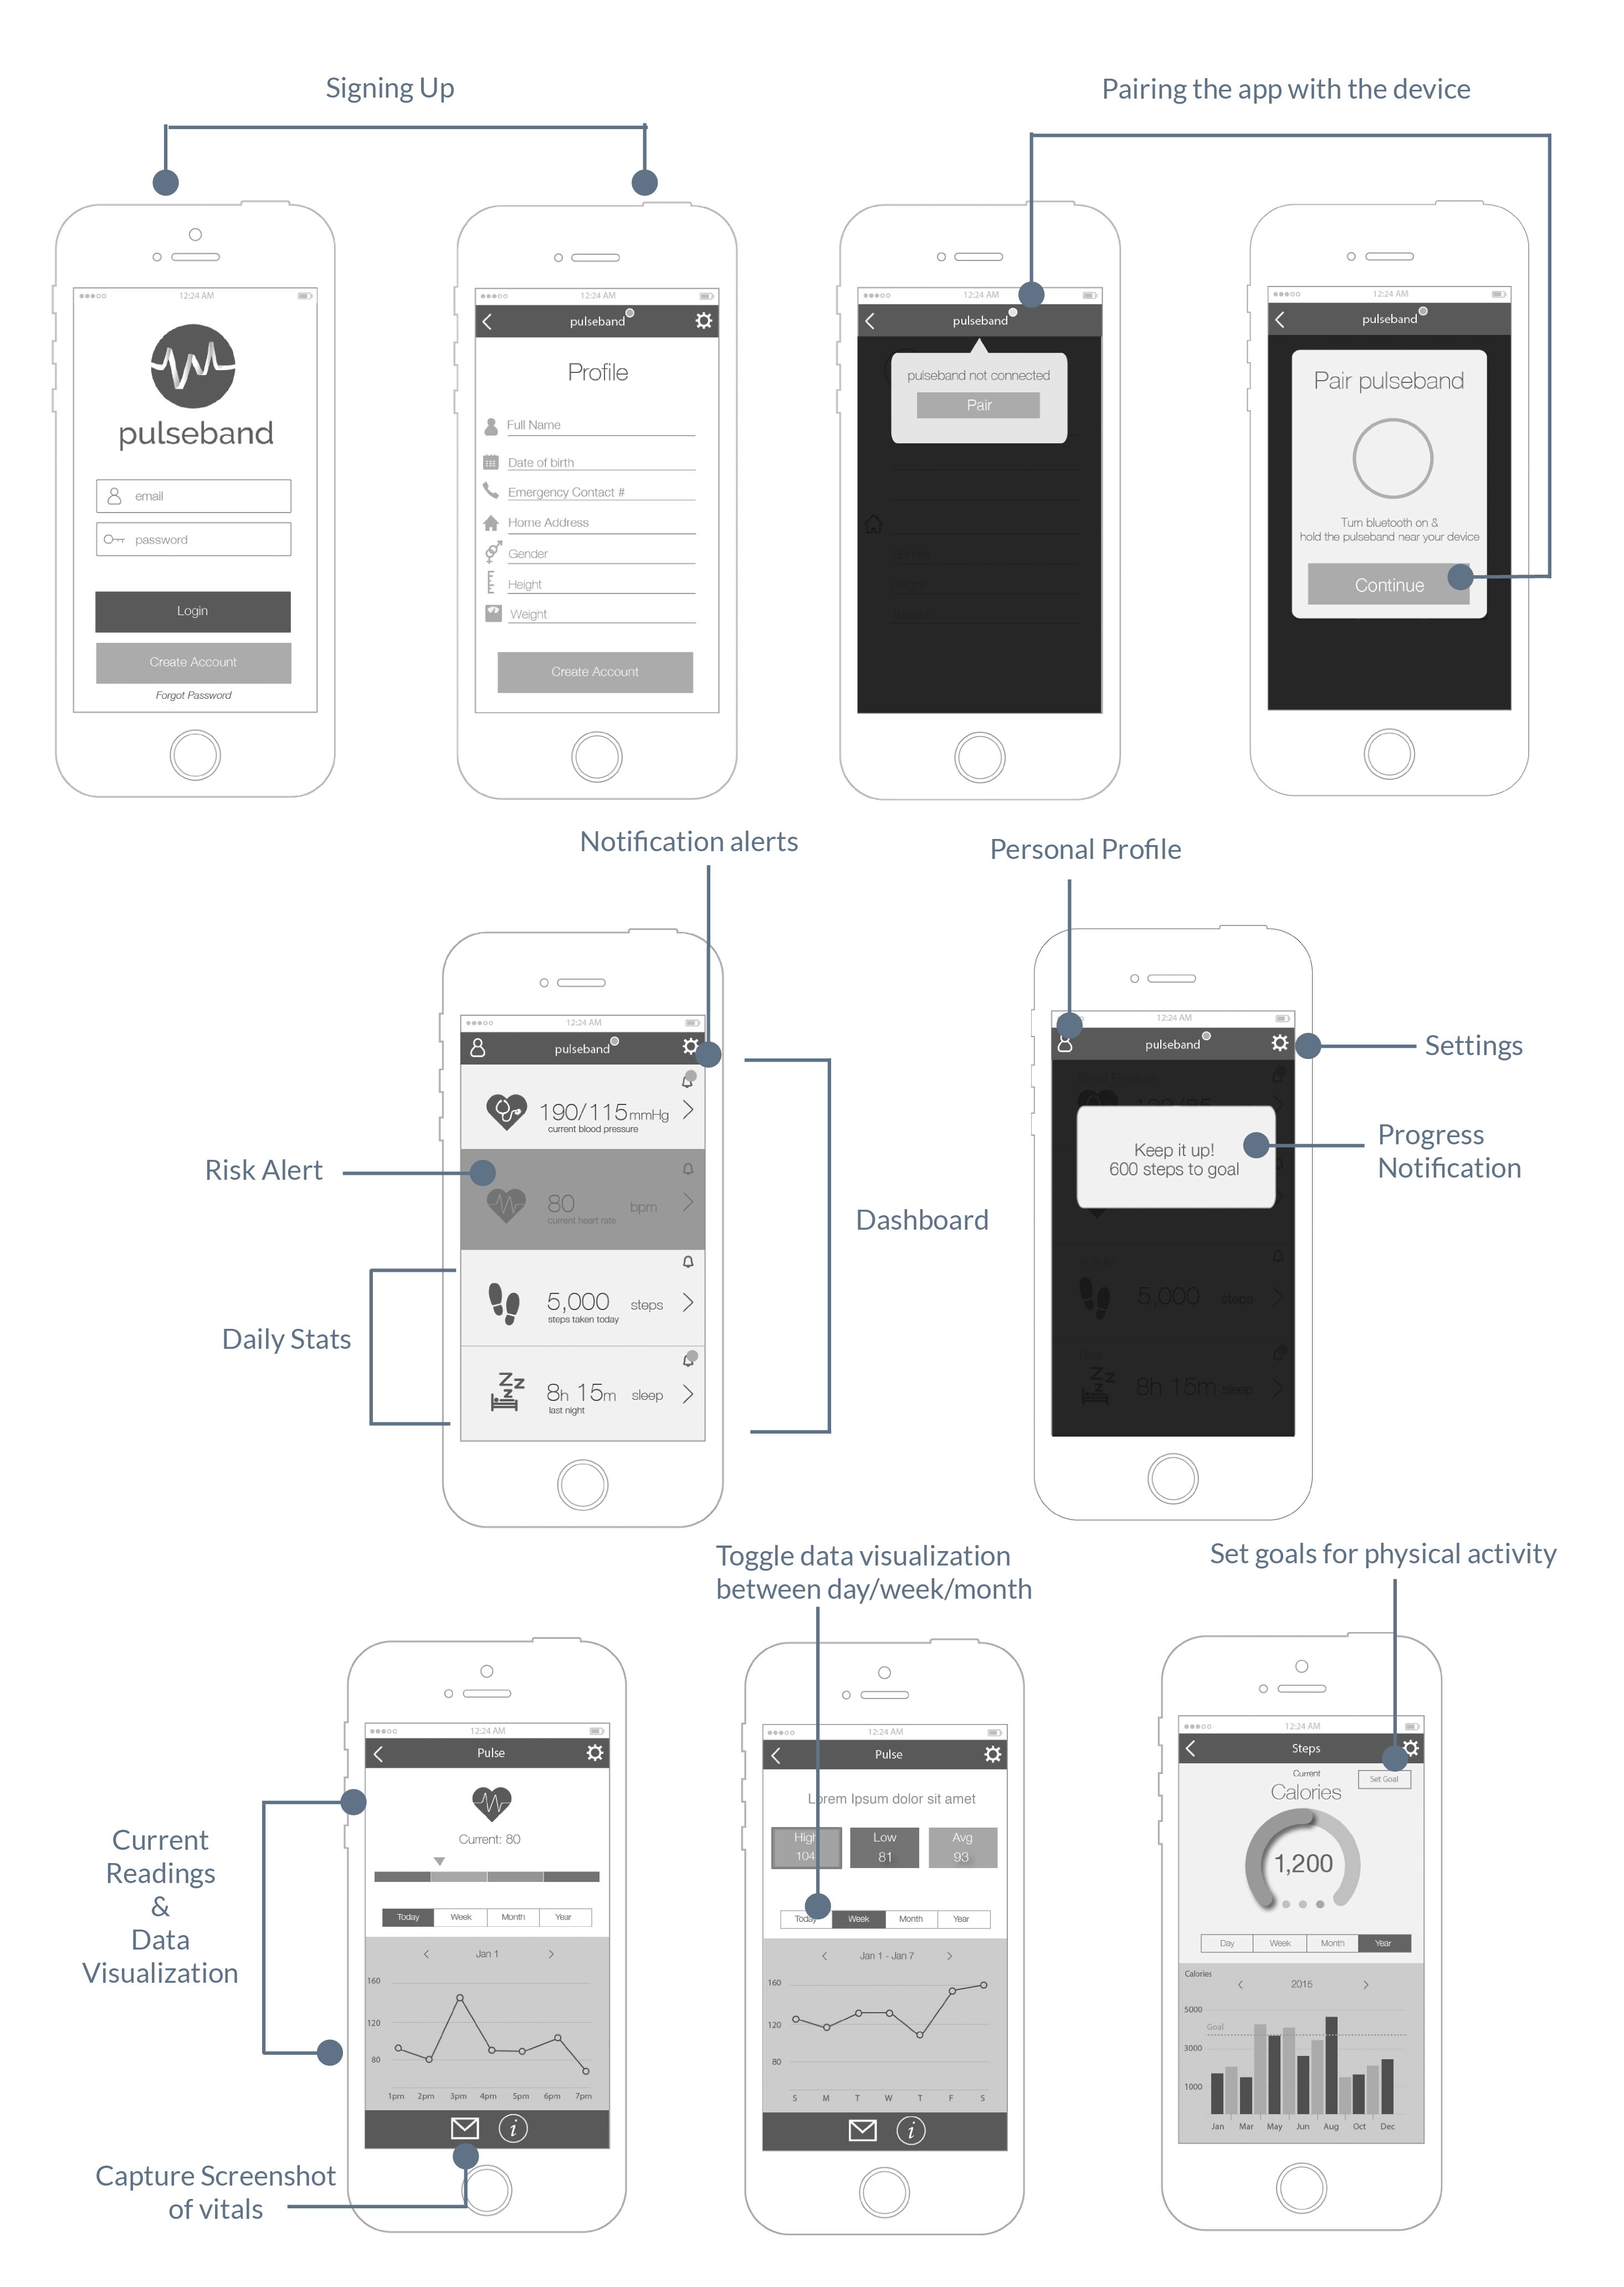 Signing Up
Pairing the app with the device
12:24 AM
pulseband
email
password
Login
Create Account
Forgot Password
12:24 AM
pulseband
Profile
Full Name
Date of birth
Emergency Contact #
Home Address
Gender
Height
Weight
Create Account
12:24 AM
pulseband
pulseband not connected
Pair
12:24 AM
pulseband
Pair pulseband
Turn bluetooth on &
hold the pulseband near your device
Continue
Notification alerts
Personal Profile
12:24 AM
pulseband
190/115 mmHg
current blood pressure
Risk Alert
80 bpm
current heart rate
5,000 steps
steps taken today
Daily Stats
8h 15m sleep
last night
Dashboard
12:24 AM
pulseband
Settings
Keep it up!
600 steps to goal
Progress
Notification
5,000 steps
8h 15m sleep
Toggle data visualization
between day/week/month
Set goals for physical activity
Current
Readings
&
Data
Visualization
12:24 AM
Pulse
Current: 80
Today Week Month Year
Jan 1
160
120
80
1pm 2pm 3pm 4pm 5pm 6pm 7pm
Capture Screenshot
of vitals
12:24 AM
Pulse
Lorem Ipsum dolor sit amet
High Low Avg
104 81 93
Today Week Month Year
Jan 1 - Jan 7
160
120
80
S M T W T F S
12:24 AM
Steps
Current
Set Goal
Calories
1,200
Day Week Month Year
Calories
2015
5000
Goal
3000
1000
Jan Mar May Jun Aug Oct Dec